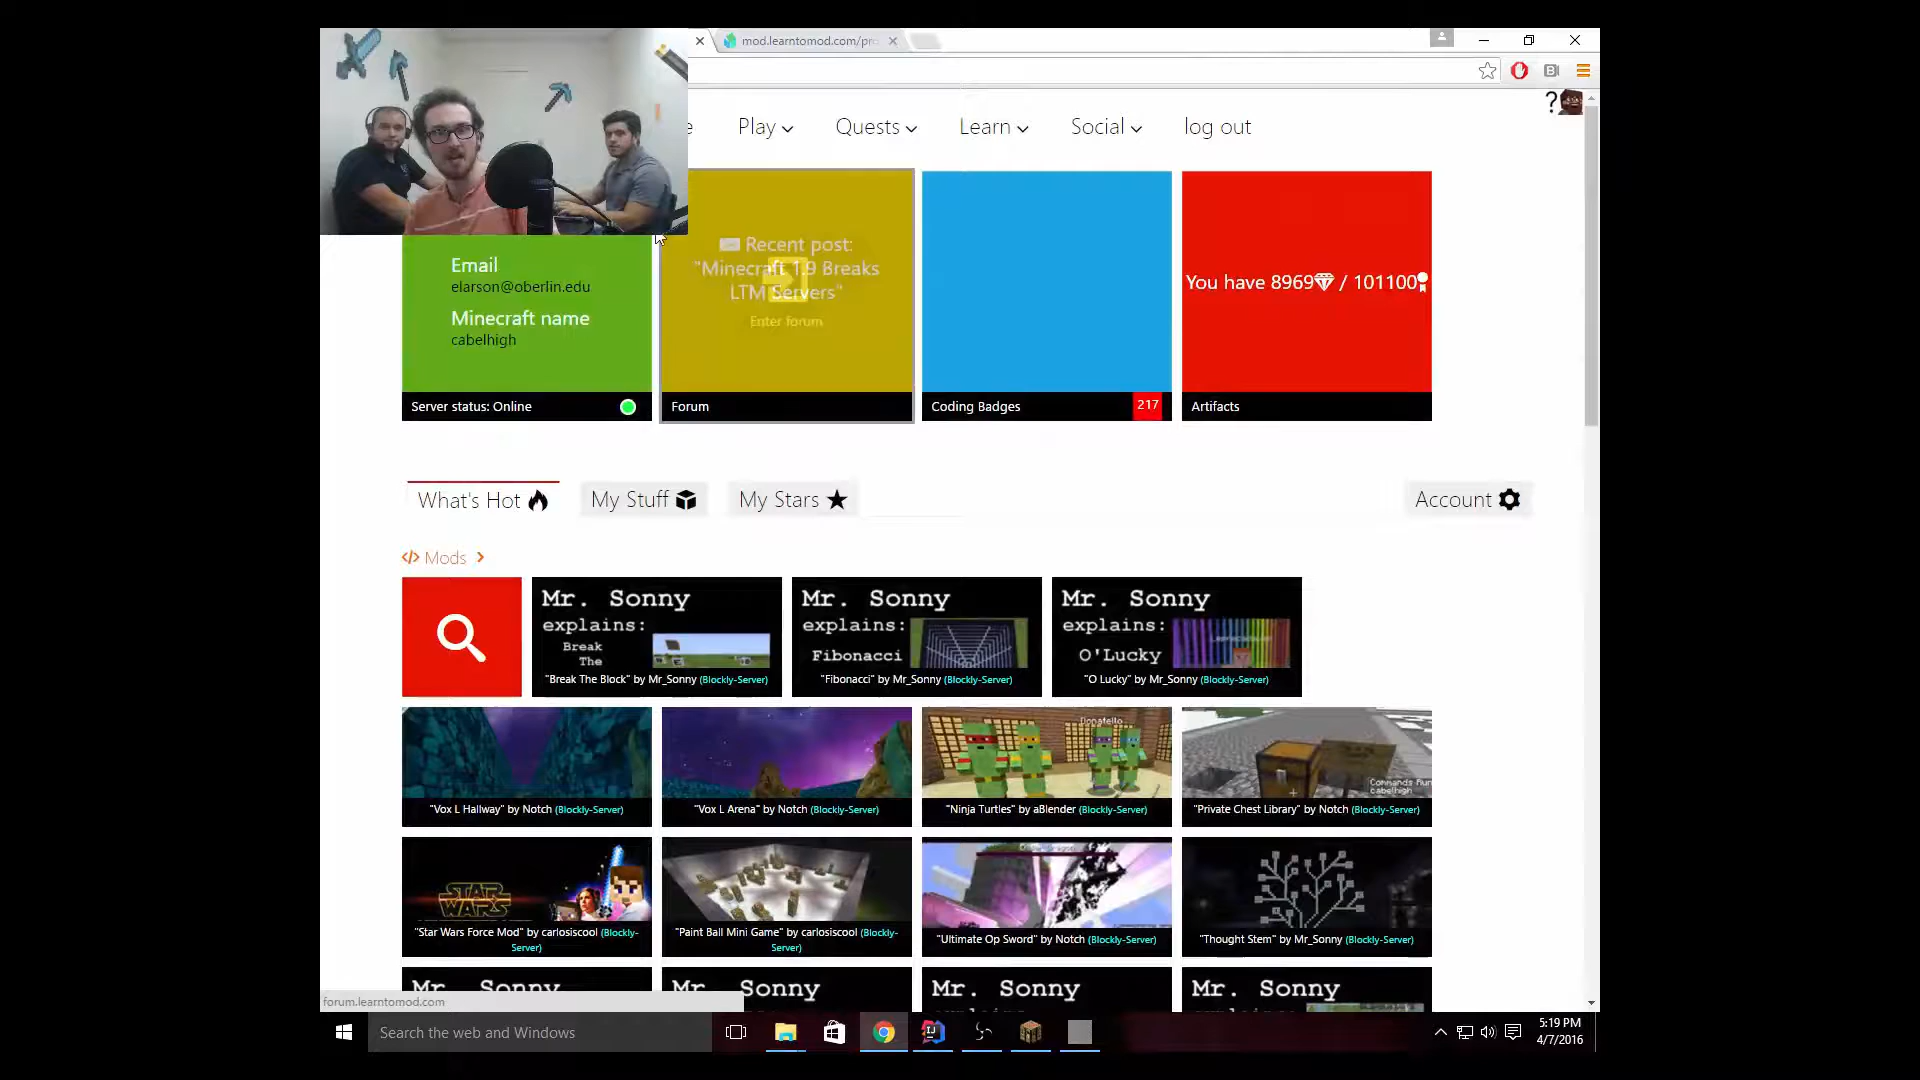 mod.learntomod.com/pro
Play
Quests
Learn
Social
log out
?
Email
elarson@oberlin.edu
Minecraft name
cabelhigh
Server status: Online
Recent post:
"Minecraft 1.9 Breaks
LTM Servers"
Enter forum
Forum
Coding Badges
217
You have 8969 / 101100
Artifacts
What's Hot
My Stuff
My Stars
Account
</> Mods >
Mr. Sonny
explains:
Break
The
"Break The Block" by Mr_Sonny (Blockly-Server)
Mr. Sonny
explains:
Fibonacci
"Fibonacci" by Mr_Sonny (Blockly-Server)
Mr. Sonny
explains:
O'Lucky
"O Lucky" by Mr_Sonny (Blockly-Server)
"Vox L Hallway" by Notch (Blockly-Server)
"Vox L Arena" by Notch (Blockly-Server)
Donatello
"Ninja Turtles" by aBlender (Blockly-Server)
cabelhigh
"Private Chest Library" by Notch (Blockly-Server)
STAR
WARS
"Star Wars Force Mod" by carlosiscool (Blockly-
Server)
"Paint Ball Mini Game" by carlosiscool (Blockly-
Server)
"Ultimate Op Sword" by Notch (Blockly-Server)
"Thought Stem" by Mr_Sonny (Blockly-Server)
Mr. Sonny
Mr. Sonny
Mr. Sonny
Mr. Sonny
forum.learntomod.com
Search the web and Windows
5:19 PM
4/7/2016